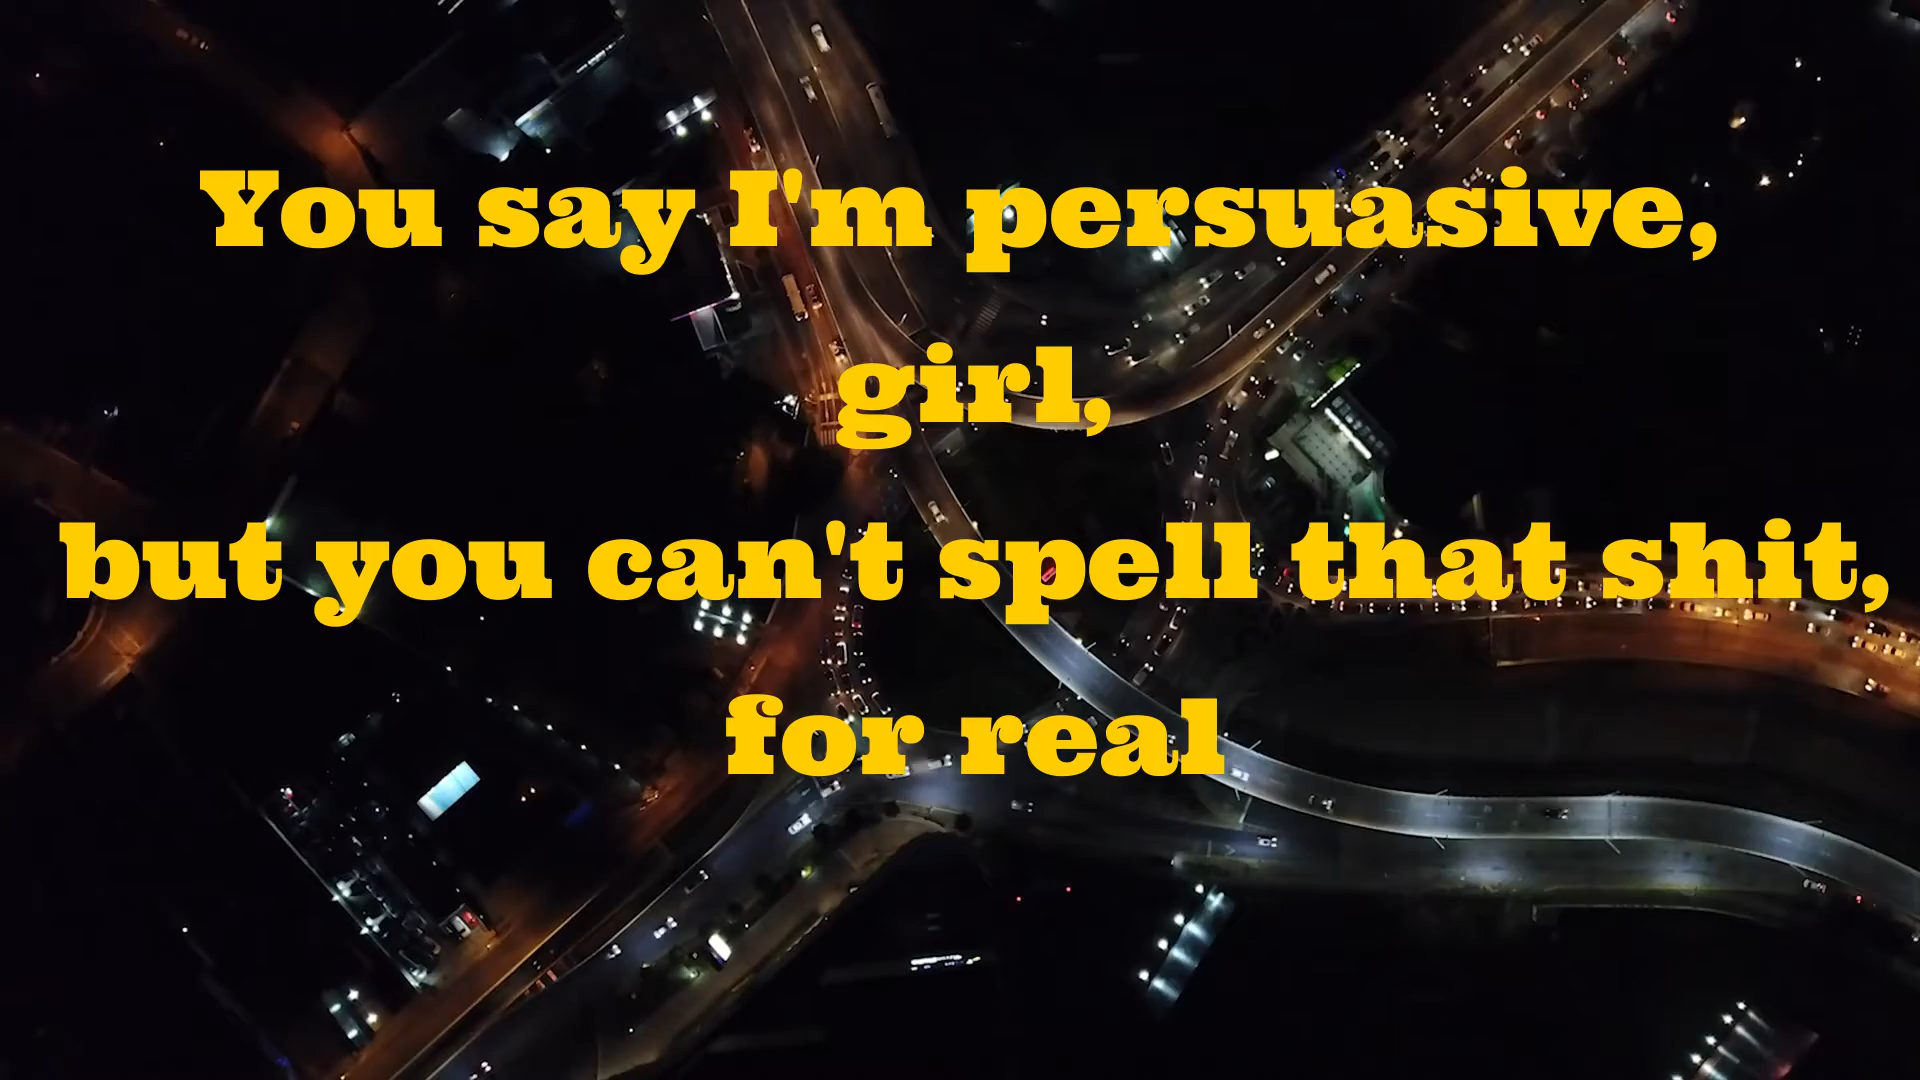 You say I'm persuasive,
girl,
but you can't spell that shit,
for real